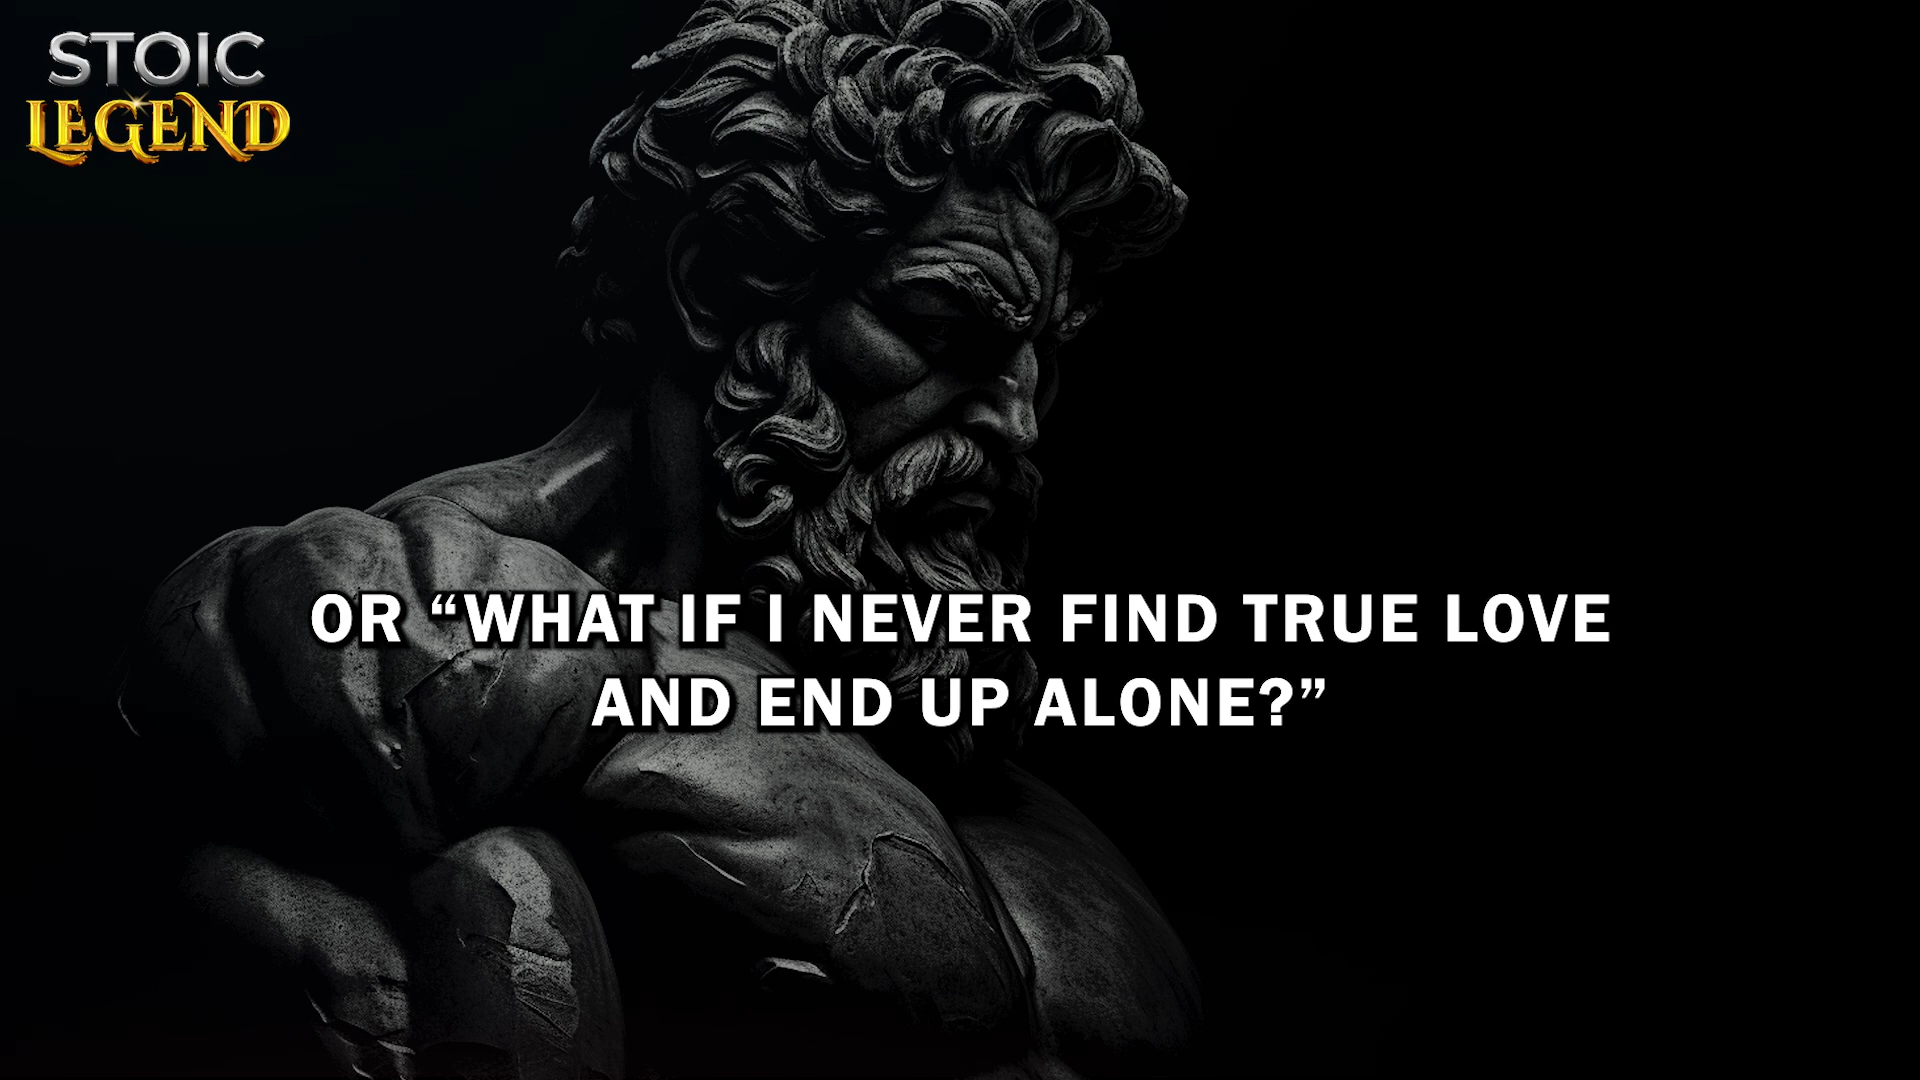 STOIC
LEGEND
OR “WHAT IF I NEVER FIND TRUE LOVE
AND END UP ALONE?”